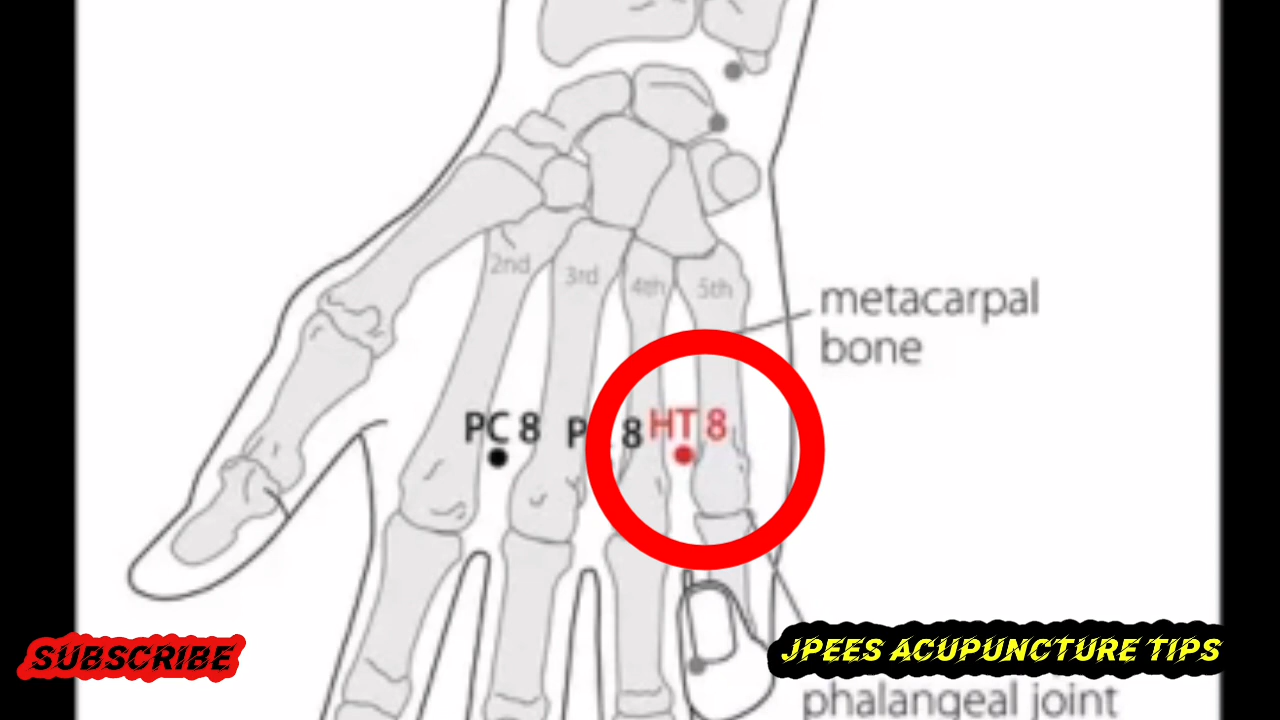 2nd
3rd
4th
5th
metacarpal
bone
PC 8
P 8
HT 8
SUBSCRIBE
JPEES ACUPUNCTURE TIPS
phalangeal joint